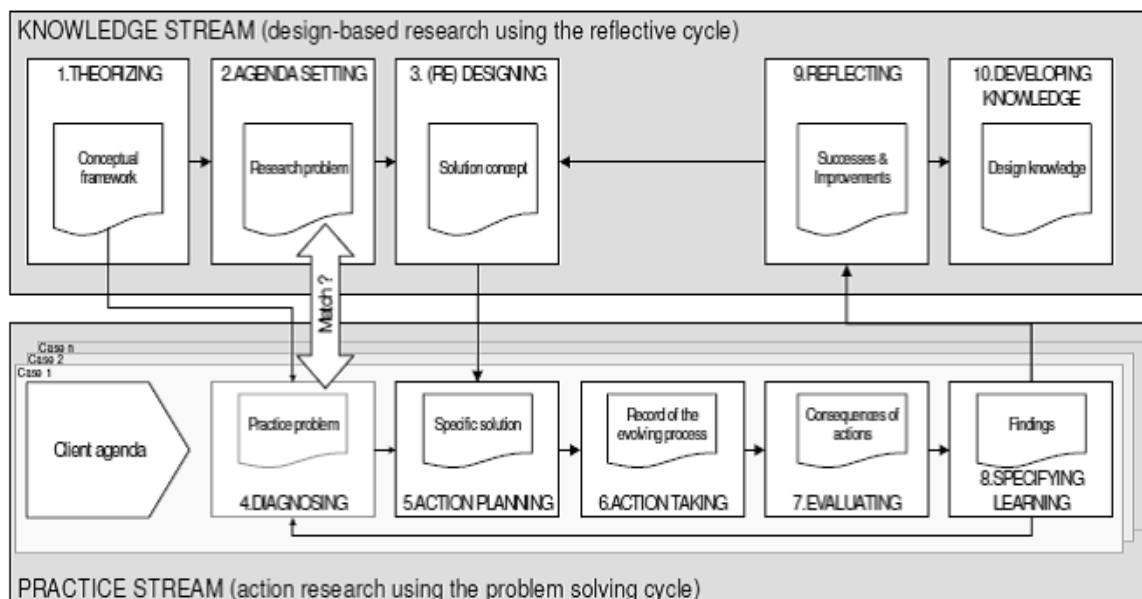 KNOWLEDGE STREAM (design-based research using the reflective cycle)
1.THEORIZING
Conceptual
framework
2.AGENDA SETTING
Research problem
3. (RE) DESIGNING
Solution concept
9.REFLECTING
Successes &
Improvements
10.DEVELOPING
KNOWLEDGE
Design knowledge
Match ?
Case n
Case 2
Case 1
Client agenda
Practice problem
4.DIAGNOSING
Specific solution
5.ACTION PLANNING
Record of the
evolving process
6.ACTION TAKING
Consequences of
actions
7.EVALUATING
Findings
8.SPECIFYING
LEARNING
PRACTICE STREAM (action research using the problem solving cycle)